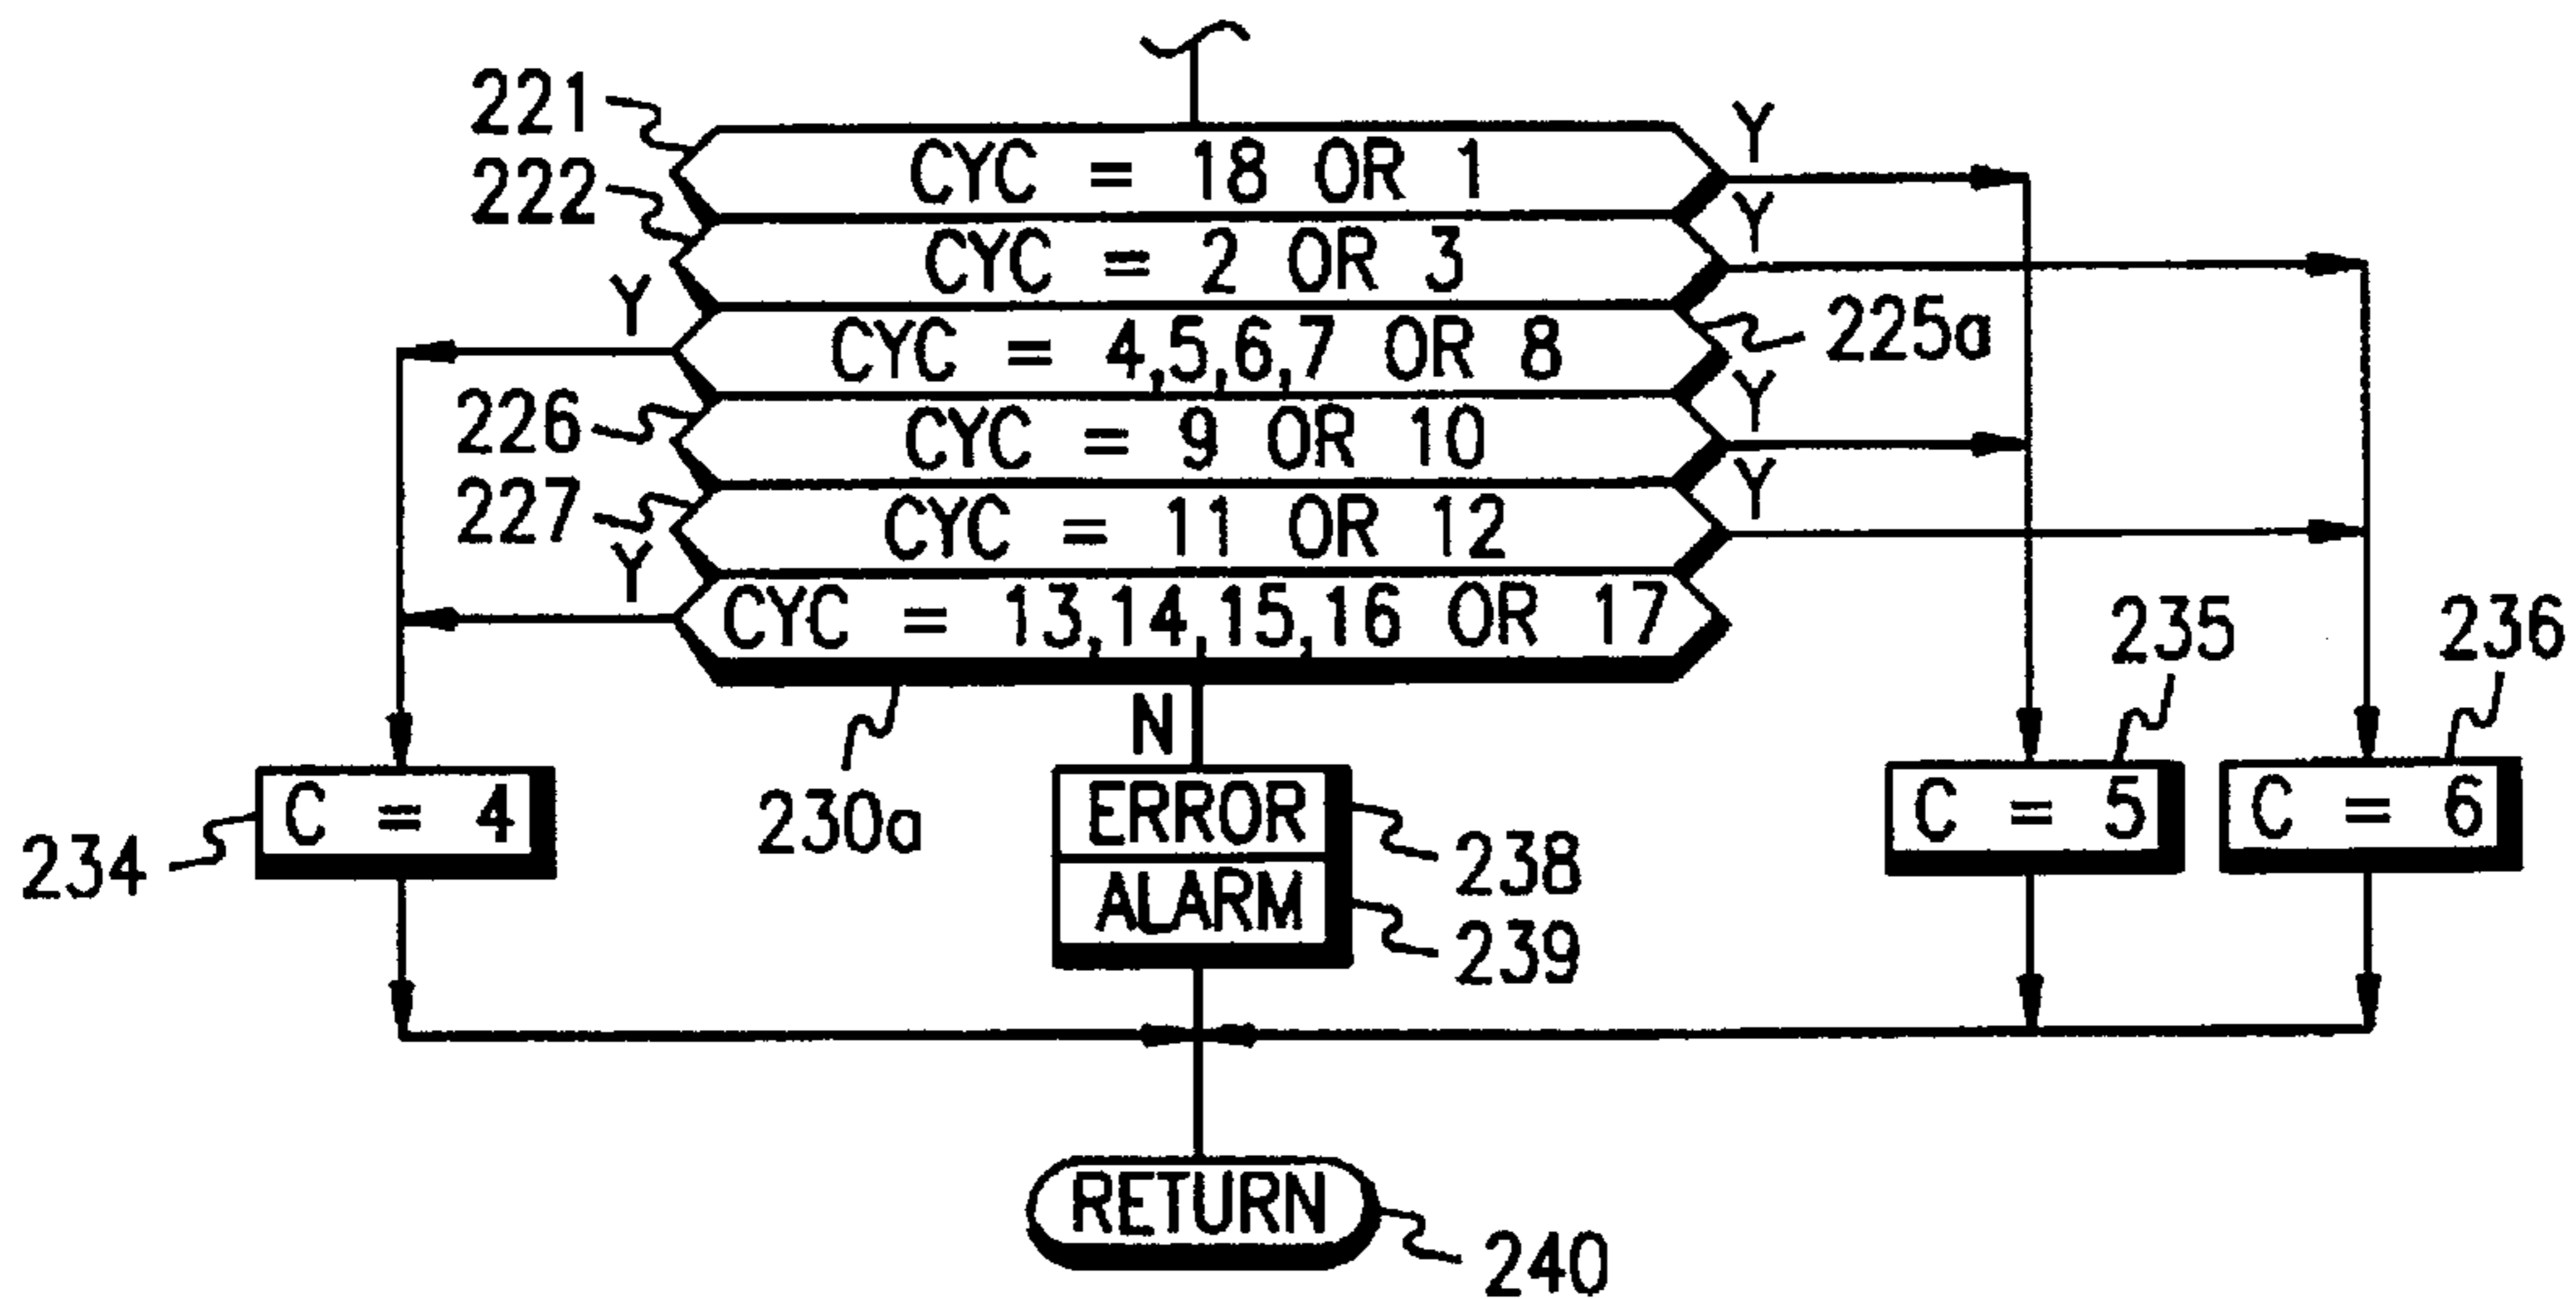 221
CYC = 18 OR 1
Y
222
CYC = 2 OR 3
Y
Y
CYC = 4,5,6,7 OR 8
225a
226
CYC = 9 OR 10
Y
227
CYC = 11 OR 12
Y
Y
CYC = 13,14,15,16 OR 17
235
236
N
230a
234
C = 4
ERROR
238
C = 5
C = 6
ALARM
239
RETURN
240